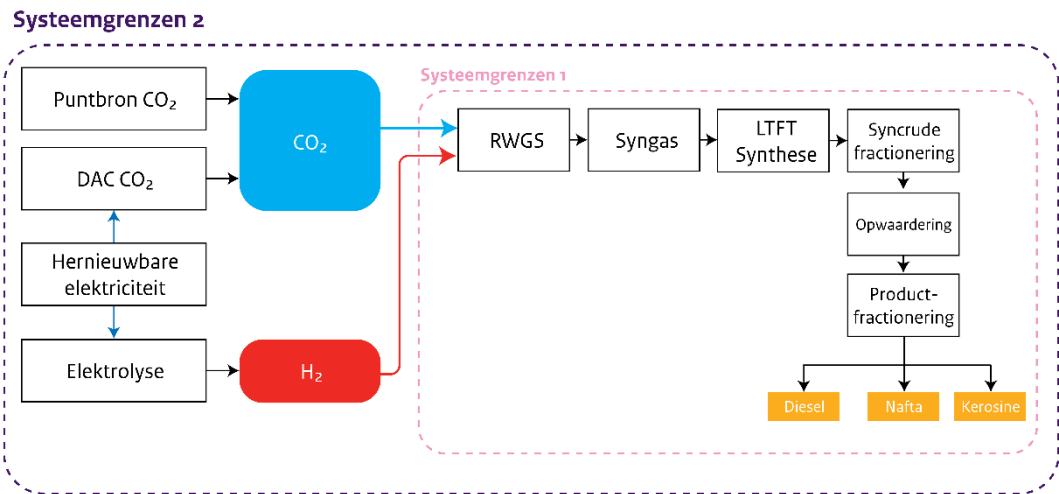 Systeemgrenzen 2
Systeemgrenzen 1
Puntbron CO₂
CO₂
DAC CO₂
Hernieuwbare
elektriciteit
Elektrolyse
H₂
RWGS
Syngas
LTFT
Synthese
Syncrude
fractionering
Opwaardering
Product-
fractionering
Diesel
Nafta
Kerosine